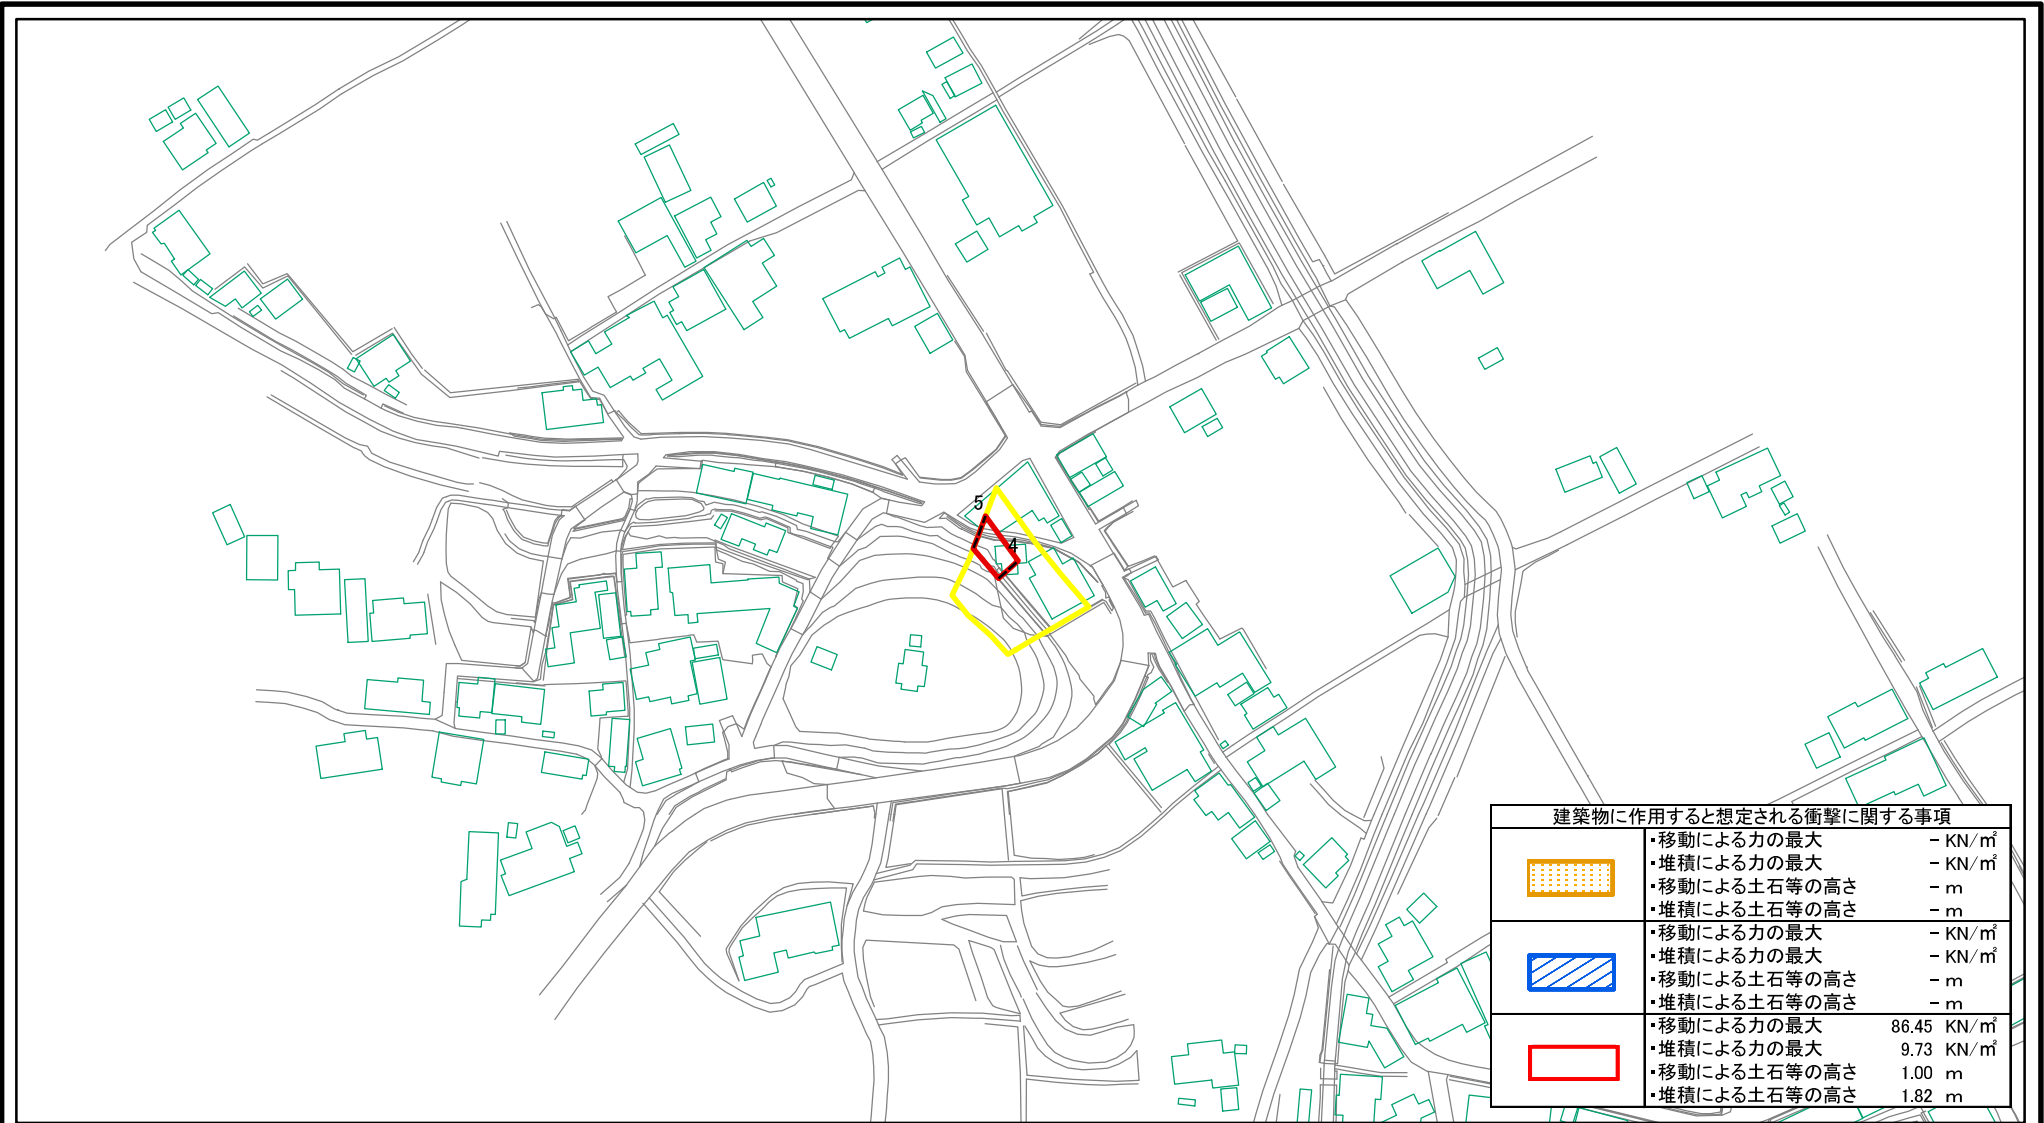 5
4
建築物に作用すると想定される衝撃に関する事項
・移動による力の最大 - KN/㎡
・堆積による力の最大 - KN/㎡
・移動による土石等の高さ - m
・堆積による土石等の高さ - m
・移動による力の最大 - KN/㎡
・堆積による力の最大 - KN/㎡
・移動による土石等の高さ - m
・堆積による土石等の高さ - m
・移動による力の最大 86.45 KN/㎡
・堆積による力の最大 9.73 KN/㎡
・移動による土石等の高さ 1.00 m
・堆積による土石等の高さ 1.82 m